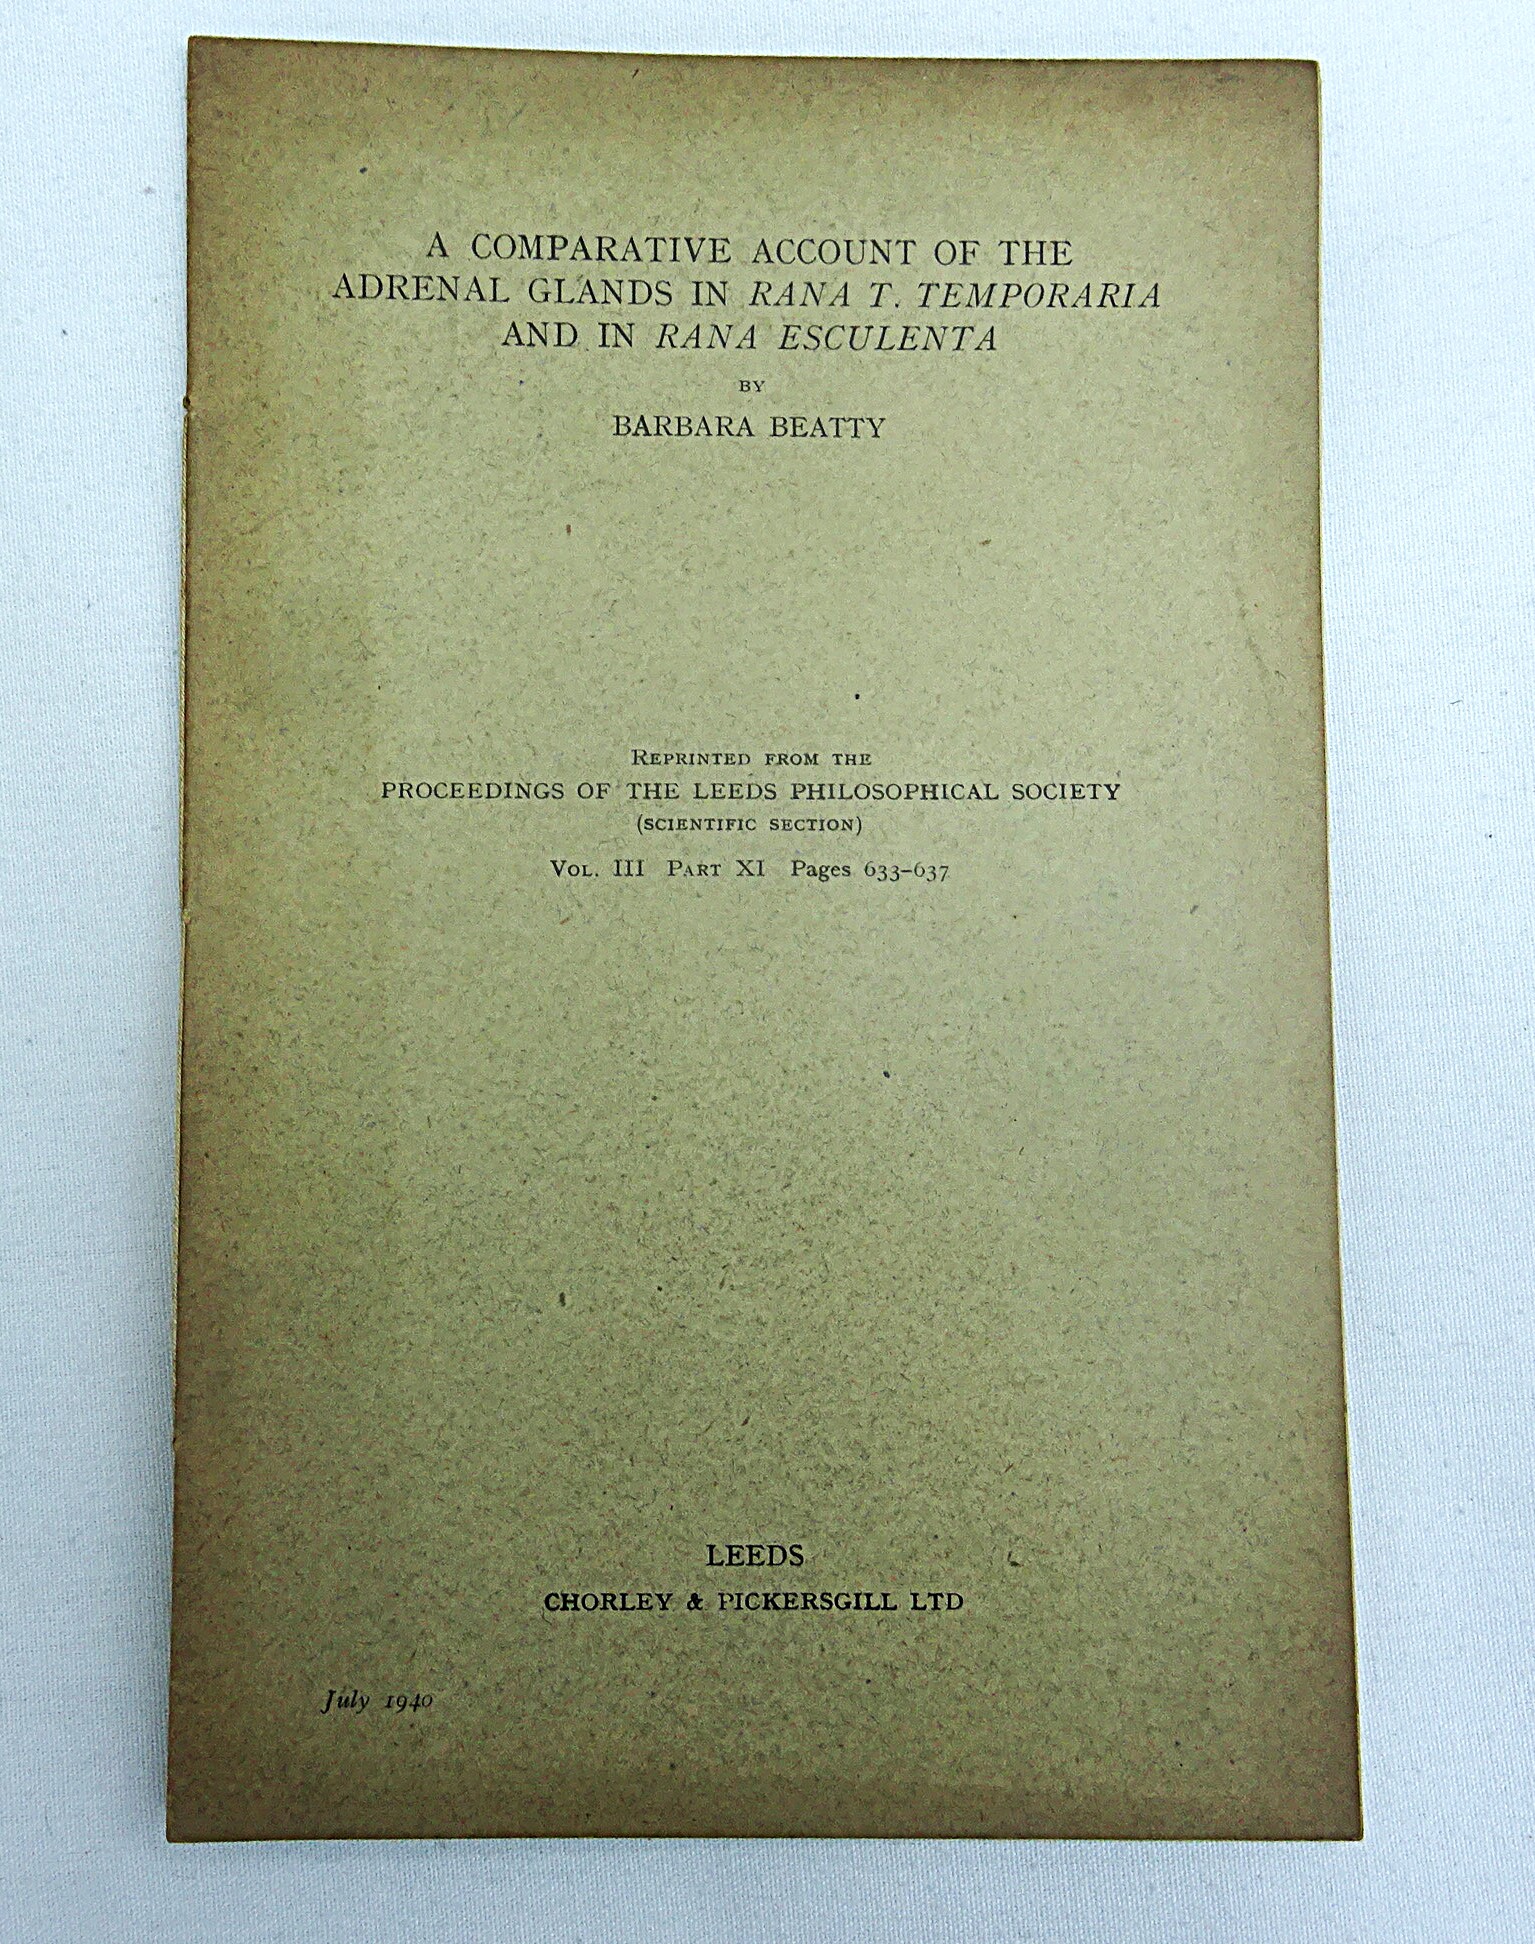 A COMPARATIVE ACCOUNT OF THE
ADRENAL GLANDS IN RANA T. TEMPORARIA
AND IN RANA ESCULENTA
BY
BARBARA BEATTY
REPRINTED FROM THE
PROCEEDINGS OF THE LEEDS PHILOSOPHICAL SOCIETY
(SCIENTIFIC SECTION)
VOL. III PART XI Pages 633–637
LEEDS
CHORLEY & PICKERSGILL LTD
July 1940